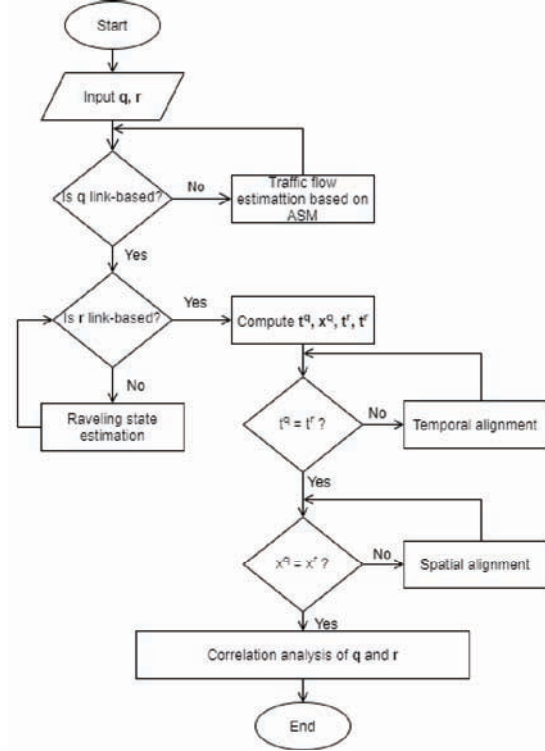 Start
Input q, r
Is q link-based?
No
Traffic flow
estimattion based on
ASM
Yes
Is r link-based?
Yes
Compute t^q, x^q, t^r, t^r
No
Raveling state
estimation
t^q = t^r ?
No
Temporal alignment
Yes
x^q = x^r ?
No
Spatial alignment
Yes
Correlation analysis of q and r
End